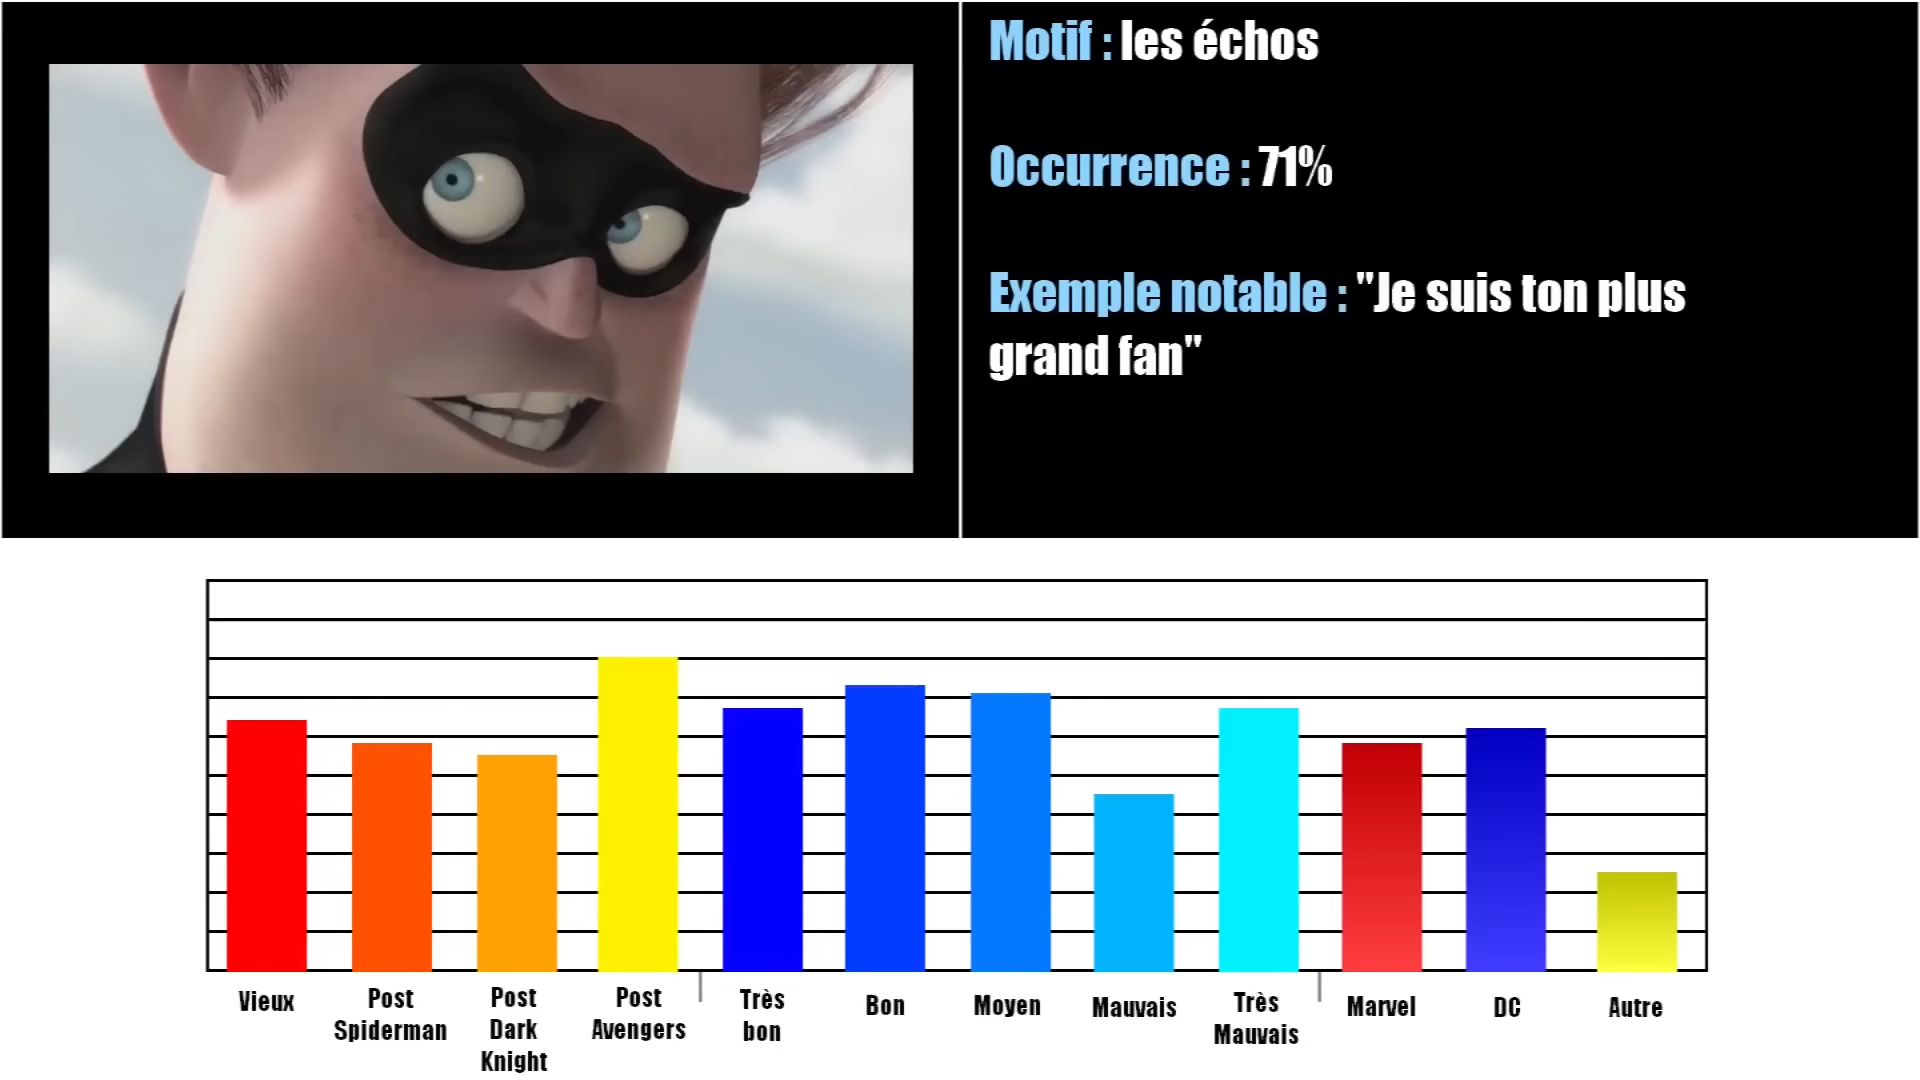 Motif : les échos
Occurrence : 71%
Exemple notable : "Je suis ton plus
grand fan"
Vieux
Post
Spiderman
Post
Dark
Knight
Post
Avengers
Très
bon
Bon
Moyen
Mauvais
Très
Mauvais
Marvel
DC
Autre